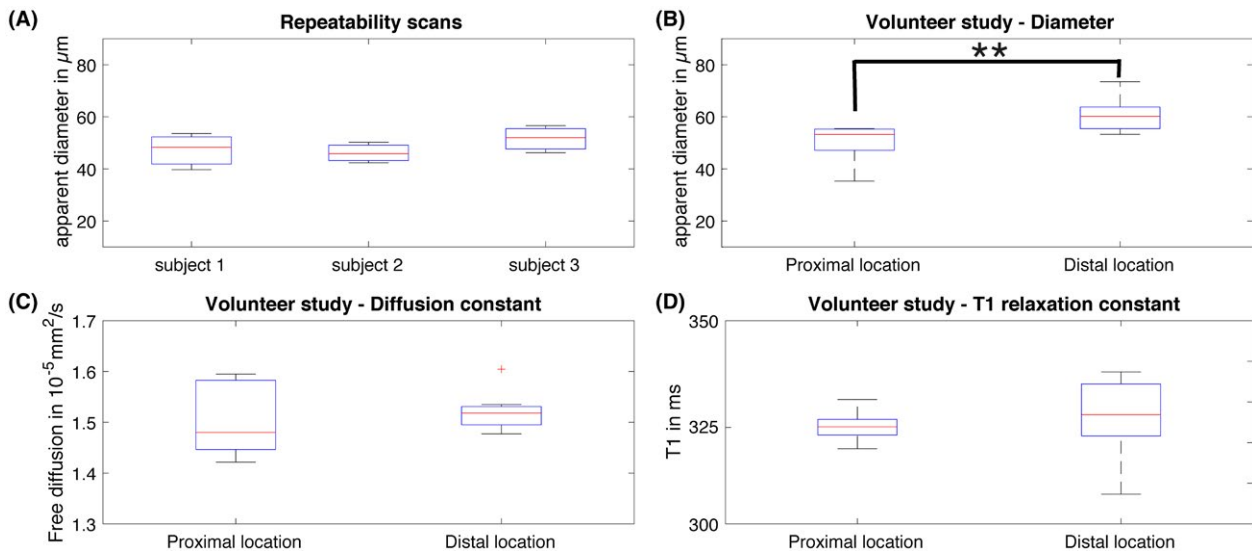 (A)
Repeatability scans
apparent diameter in µm
80
60
40
20
subject 1
subject 2
subject 3
(B)
Volunteer study - Diameter
**
apparent diameter in µm
80
60
40
20
Proximal location
Distal location
(C)
Volunteer study - Diffusion constant
Free diffusion in 10⁻⁵mm²/s
1.7
1.6
1.5
1.4
1.3
Proximal location
Distal location
(D)
Volunteer study - T1 relaxation constant
T1 in ms
350
325
300
Proximal location
Distal location